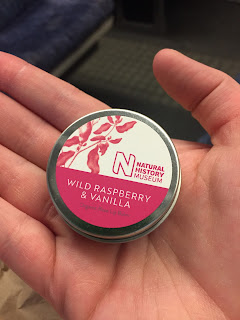 N
NATURAL
HISTORY
MUSEUM
WILD RASPBERRY
& VANILLA